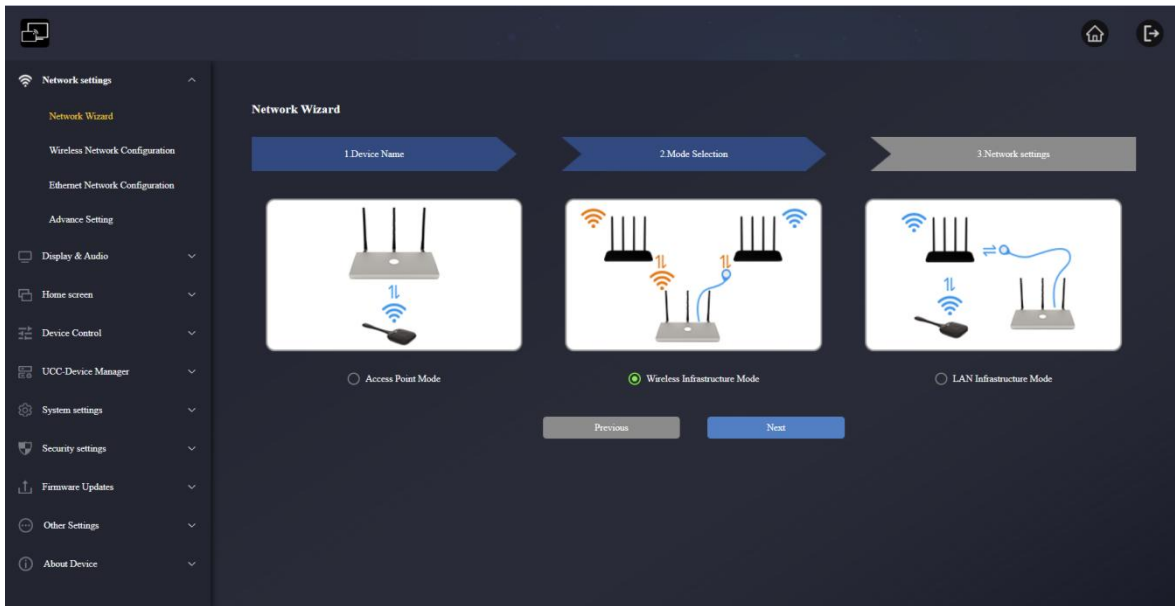 Network settings
Network Wizard
Wireless Network Configuration
Ethernet Network Configuration
Advance Setting
Display & Audio
Home screen
Device Control
UCC-Device Manager
System settings
Security settings
Firmware Updates
Other Settings
About Device
Network Wizard
1.Device Name
2.Mode Selection
3.Network settings
Access Point Mode
Wireless Infrastructure Mode
LAN Infrastructure Mode
Previous
Next